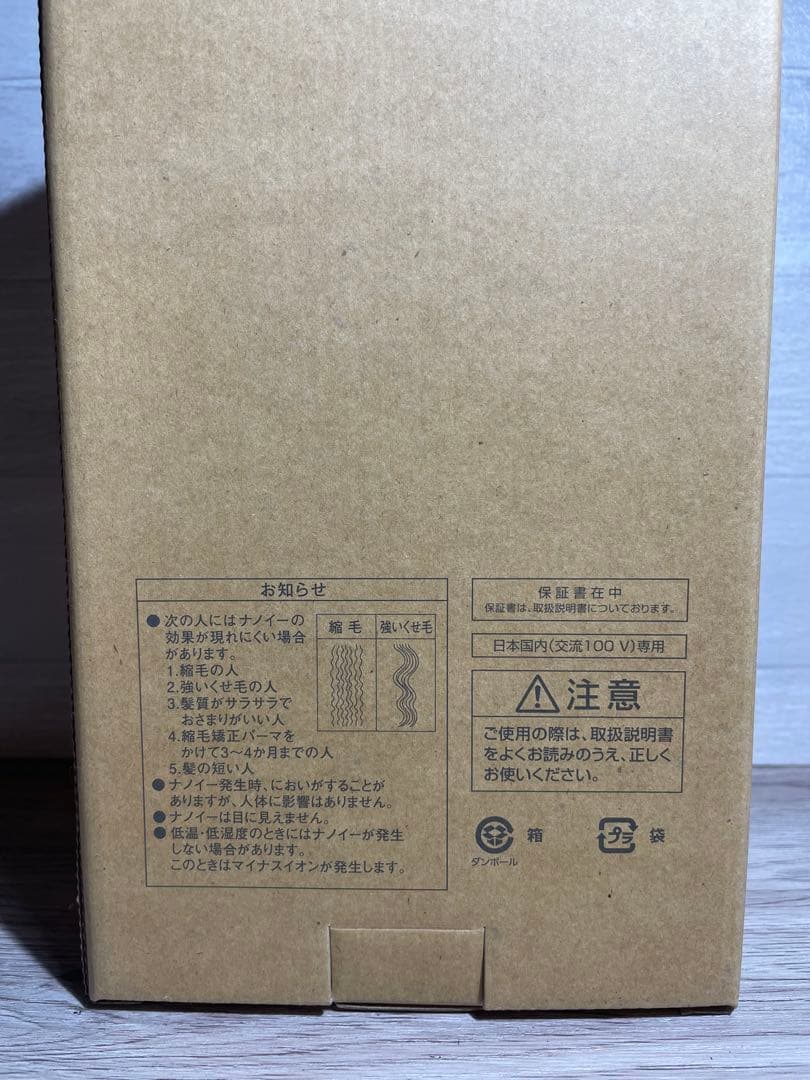 お知らせ
● 次の人にはナノイーの
効果が現れにくい場合
があります。
1.縮毛の人
2.強いくせ毛の人
3.髪質がサラサラで
おさまりがいい人
4.縮毛矯正パーマを
かけて3～4か月までの人
5.髪の短い人
縮毛 強いくせ毛
● ナノイー発生時、においがすることが
ありますが、人体に影響はありません。
● ナノイーは目に見えません。
● 低温・低湿度のときにはナノイーが発生
しない場合があります。
このときはマイナスイオンが発生します。
保証書在中
保証書は、取扱説明書についております。
日本国内(交流100 V)専用
注意
ご使用の際は、取扱説明書
をよくお読みのうえ、正しく
お使いください。
箱
ダンボール
プラ 袋